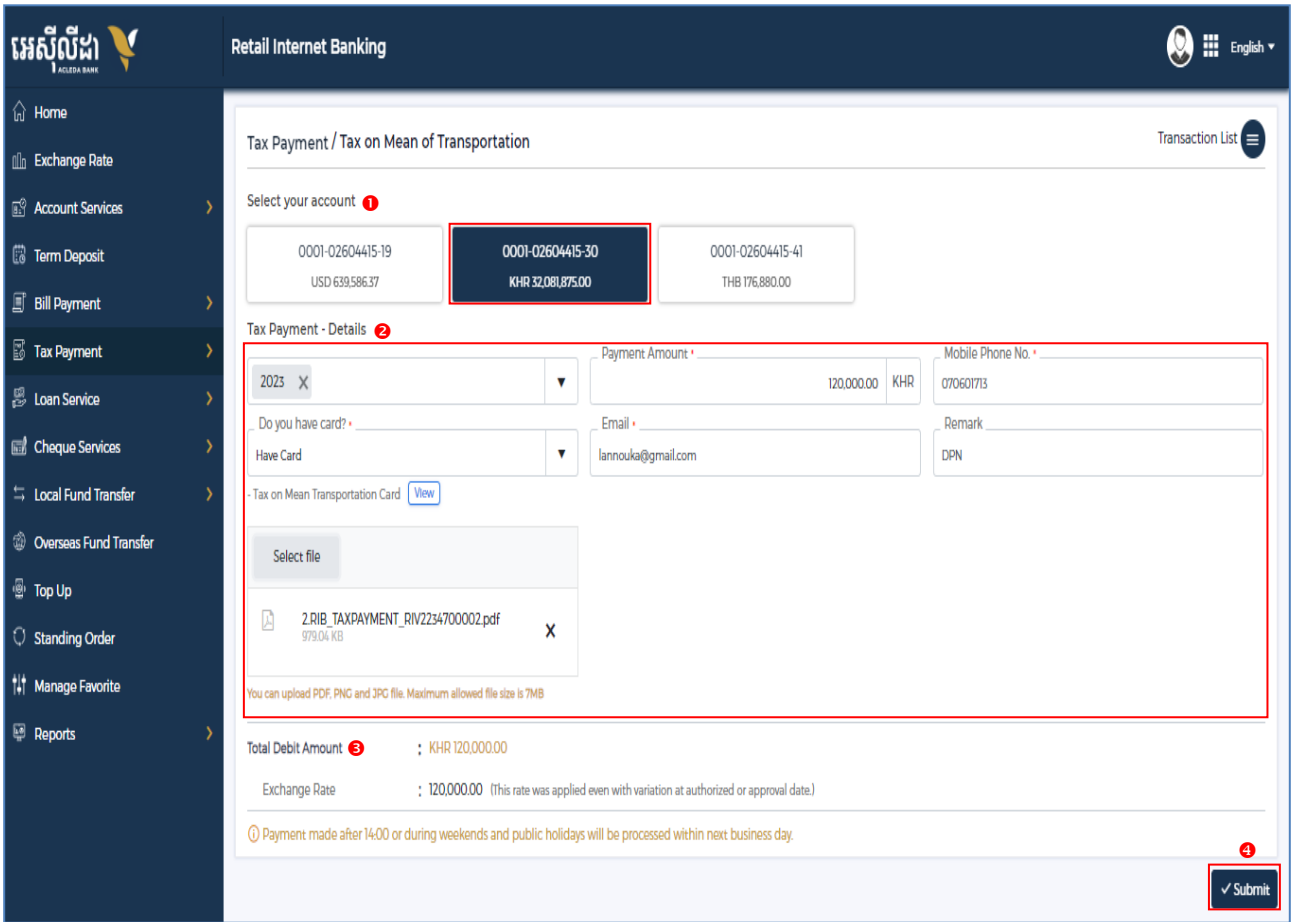 អេស៊ីលីដា
ACLEDA BANK
Retail Internet Banking
English
Home
Exchange Rate
Account Services
Term Deposit
Bill Payment
Tax Payment
Loan Service
Cheque Services
Local Fund Transfer
Overseas Fund Transfer
Top Up
Standing Order
Manage Favorite
Reports
Tax Payment / Tax on Mean of Transportation
Transaction List
Select your account 1
0001-02604415-19
USD 639,586.37
0001-02604415-30
KHR 32,081,875.00
0001-02604415-41
THB 176,880.00
Tax Payment - Details 2
2023 X
Payment Amount *
120,000.00 KHR
Mobile Phone No. *
070601713
Do you have card? *
Have Card
Email *
lannouka@gmail.com
Remark
DPN
- Tax on Mean Transportation Card View
Select file
2.RIB_TAXPAYMENT_RIV2234700002.pdf
979.04 KB
X
You can upload PDF, PNG and JPG file. Maximum allowed file size is 7MB
Total Debit Amount 3 : KHR 120,000.00
Exchange Rate : 120,000.00 (This rate was applied even with variation at authorized or approval date.)
Payment made after 14:00 or during weekends and public holidays will be processed within next business day.
4
✓ Submit